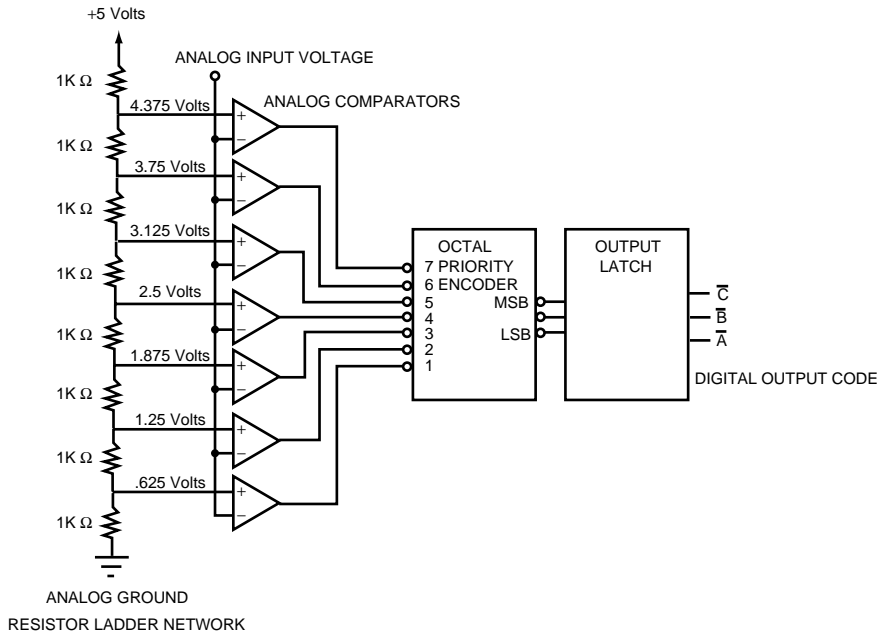 +5 Volts
ANALOG INPUT VOLTAGE
1K Ω
ANALOG COMPARATORS
4.375 Volts
+
−
1K Ω
3.75 Volts
+
−
1K Ω
3.125 Volts
+
−
1K Ω
2.5 Volts
+
−
1K Ω
1.875 Volts
+
−
1K Ω
1.25 Volts
+
−
1K Ω
.625 Volts
+
−
1K Ω
ANALOG GROUND
RESISTOR LADDER NETWORK
OCTAL
7 PRIORITY
6 ENCODER
5
4
3
2
1
MSB
LSB
OUTPUT
LATCH
C̅
B̅
A̅
DIGITAL OUTPUT CODE